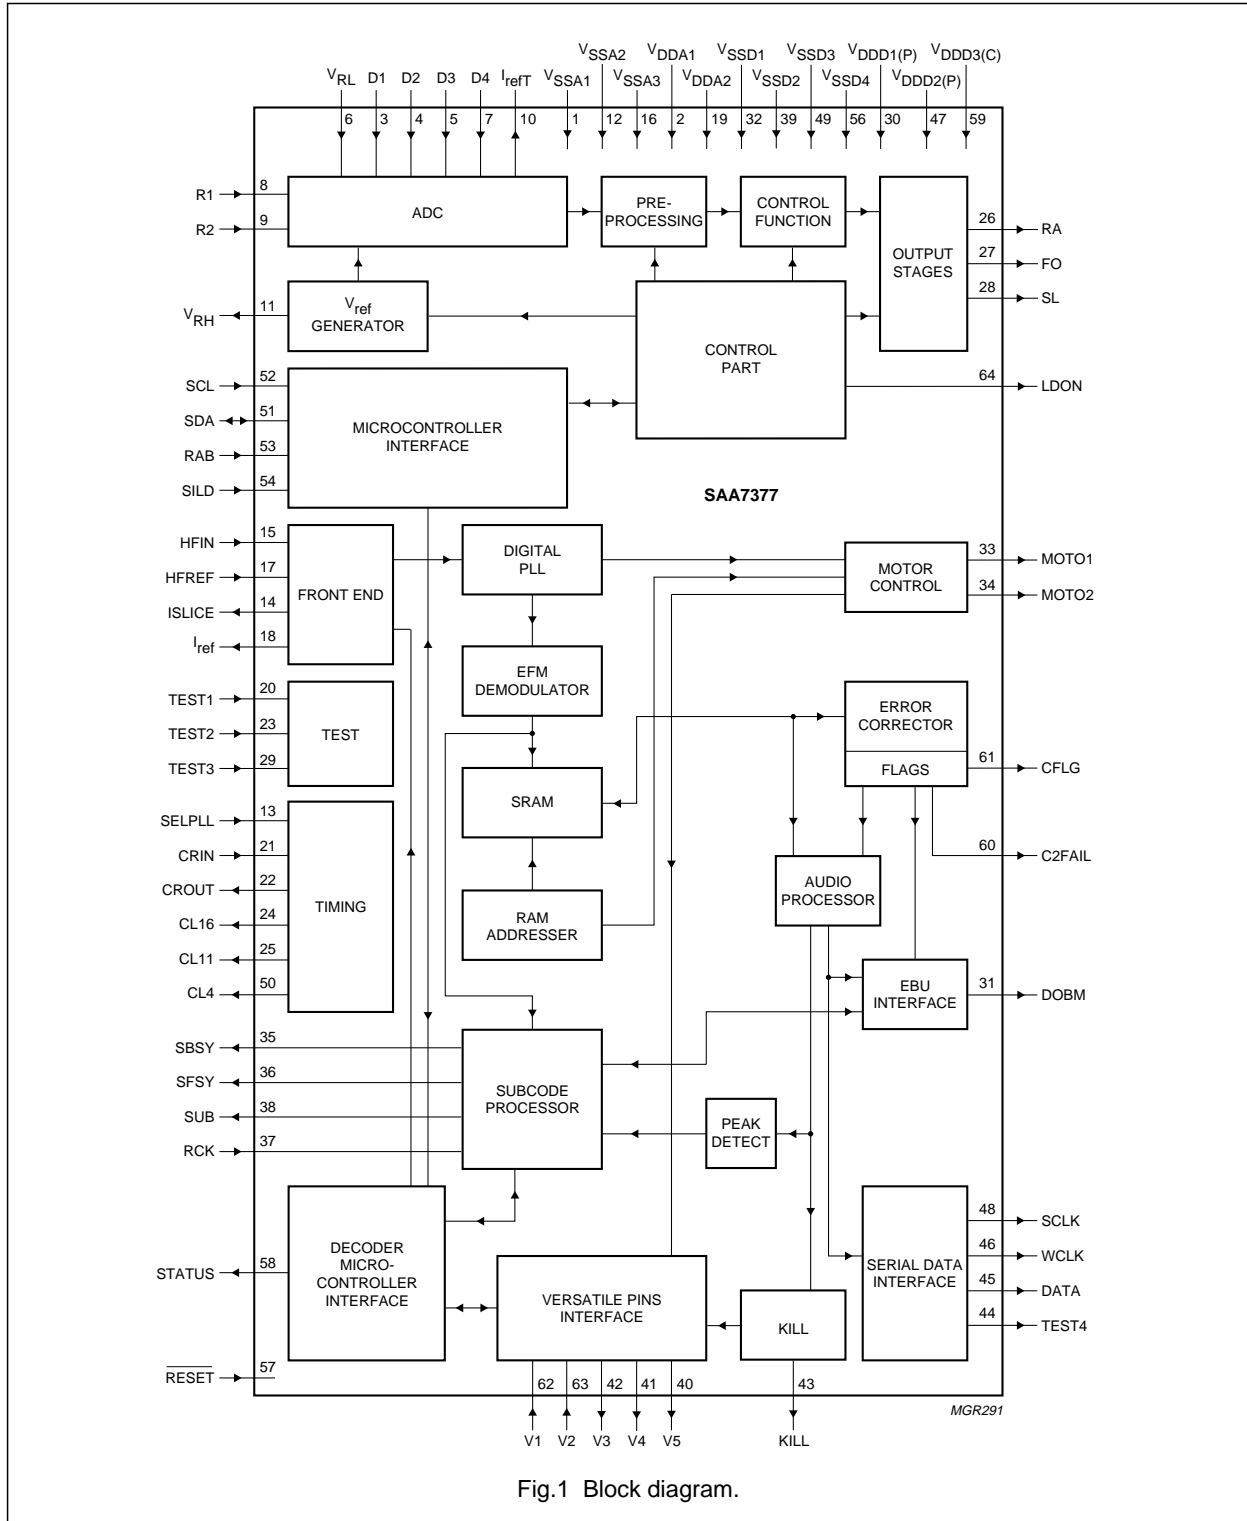 VSSA2 VDDA1 VSSD1 VSSD3 VDDD1(P) VDDD3(C)
VRL D1 D2 D3 D4 IrefT VSSA1 VSSA3 VDDA2 VSSD2 VSSD4 VDDD2(P)
6 3 4 5 7 10 1 12 16 2 19 32 39 49 56 30 47 59
R1 8
R2 9
ADC
PRE-
PROCESSING
CONTROL
FUNCTION
OUTPUT
STAGES
26 RA
27 FO
28 SL
VRH 11
Vref
GENERATOR
CONTROL
PART
64 LDON
SCL 52
SDA 51
RAB 53
SILD 54
MICROCONTROLLER
INTERFACE
SAA7377
HFIN 15
HFREF 17
ISLICE 14
Iref 18
FRONT END
DIGITAL
PLL
MOTOR
CONTROL
33 MOTO1
34 MOTO2
EFM
DEMODULATOR
TEST1 20
TEST2 23
TEST3 29
TEST
ERROR
CORRECTOR
FLAGS
61 CFLG
SRAM
SELPLL 13
CRIN 21
CROUT 22
CL16 24
CL11 25
CL4 50
TIMING
60 C2FAIL
AUDIO
PROCESSOR
RAM
ADDRESSER
EBU
INTERFACE
31 DOBM
SBSY 35
SFSY 36
SUB 38
RCK 37
SUBCODE
PROCESSOR
PEAK
DETECT
STATUS 58
DECODER
MICRO-
CONTROLLER
INTERFACE
VERSATILE PINS
INTERFACE
KILL
SERIAL DATA
INTERFACE
48 SCLK
46 WCLK
45 DATA
44 TEST4
RESET 57
62 63 42 41 40 43
V1 V2 V3 V4 V5 KILL
MGR291
Fig.1 Block diagram.